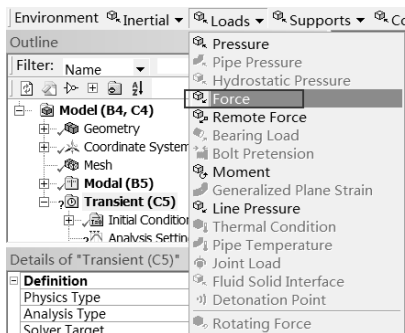 Environment Inertial Loads Supports Co
Outline
Filter: Name
Model (B4, C4)
Geometry
Coordinate System
Mesh
Modal (B5)
Transient (C5)
Initial Condition
Analysis Settin
Details of "Transient (C5)"
Definition
Physics Type
Analysis Type
Solver Target
Pressure
Pipe Pressure
Hydrostatic Pressure
Force
Remote Force
Bearing Load
Bolt Pretension
Moment
Generalized Plane Strain
Line Pressure
Thermal Condition
Pipe Temperature
Joint Load
Fluid Solid Interface
Detonation Point
Rotating Force